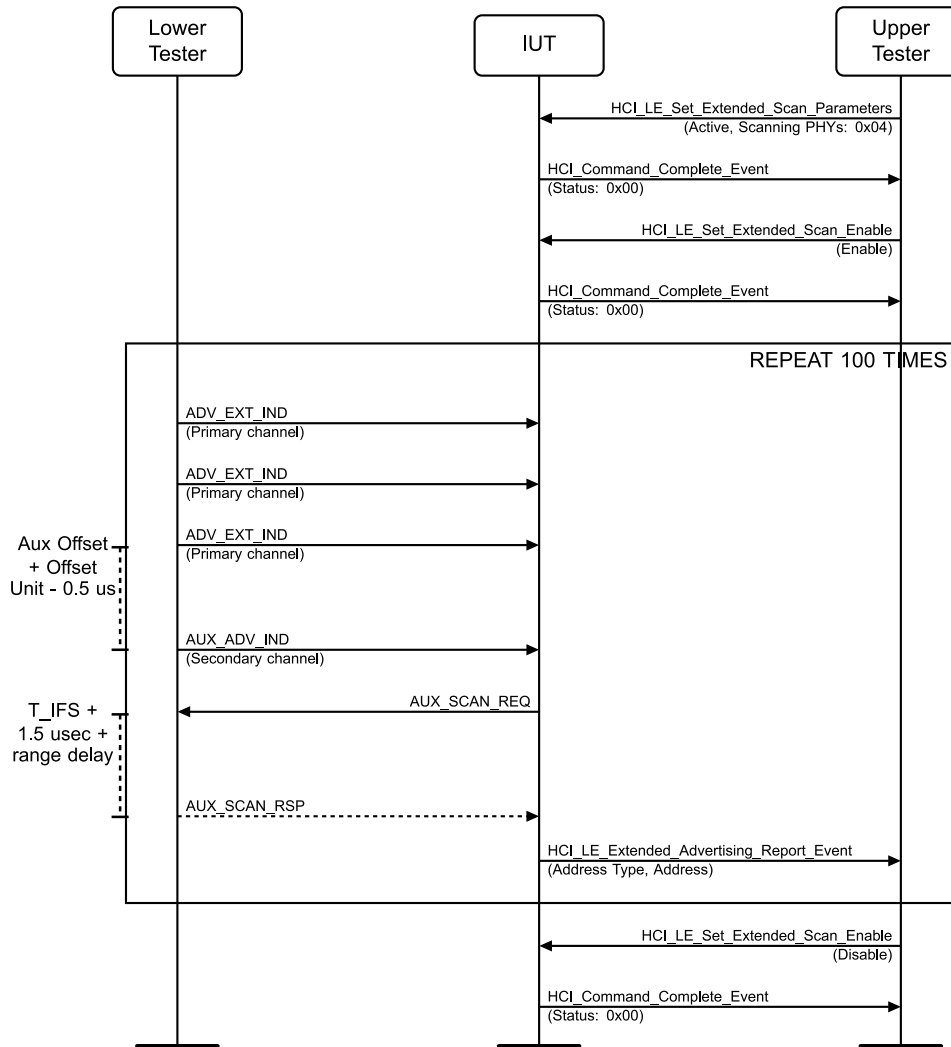 Lower
Tester
IUT
Upper
Tester
HCI_LE_Set_Extended_Scan_Parameters
(Active, Scanning PHYs: 0x04)
HCI_Command_Complete_Event
(Status: 0x00)
HCI_LE_Set_Extended_Scan_Enable
(Enable)
HCI_Command_Complete_Event
(Status: 0x00)
REPEAT 100 TIMES
ADV_EXT_IND
(Primary channel)
ADV_EXT_IND
(Primary channel)
ADV_EXT_IND
(Primary channel)
Aux Offset
+ Offset
Unit - 0.5 us
AUX_ADV_IND
(Secondary channel)
AUX_SCAN_REQ
T_IFS +
1.5 usec +
range delay
AUX_SCAN_RSP
HCI_LE_Extended_Advertising_Report_Event
(Address Type, Address)
HCI_LE_Set_Extended_Scan_Enable
(Disable)
HCI_Command_Complete_Event
(Status: 0x00)